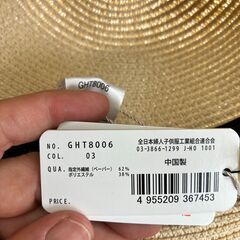 GHT8006
NO. GHT8006
COL. 03
QUA. 指定外繊維(ペーパー) 62%
ポリエステル 38%
PRICE.
全日本婦人子供服工業組合連合会
03-3866-1299 J-NO 1001
中国製
4 955209 367453